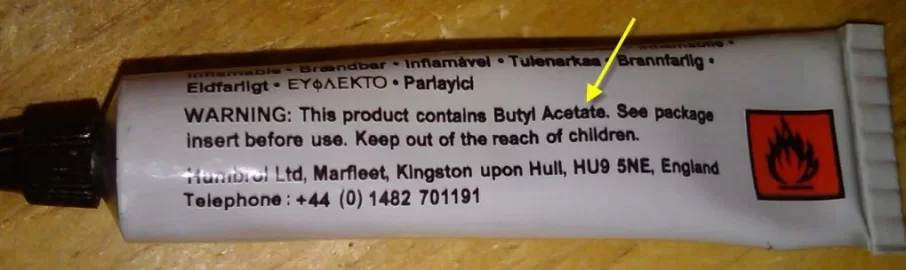 Inflammable • Brændbar • Inflamável • Tulenarkaa • Brannfarlig •
Eldfarligt • ΕΥΦΛΕΚΤΟ • Parlayici
WARNING: This product contains Butyl Acetate. See package
insert before use. Keep out of the reach of children.
Humbrol Ltd, Marfleet, Kingston upon Hull, HU9 5NE, England
Telephone : +44 (0) 1482 701191